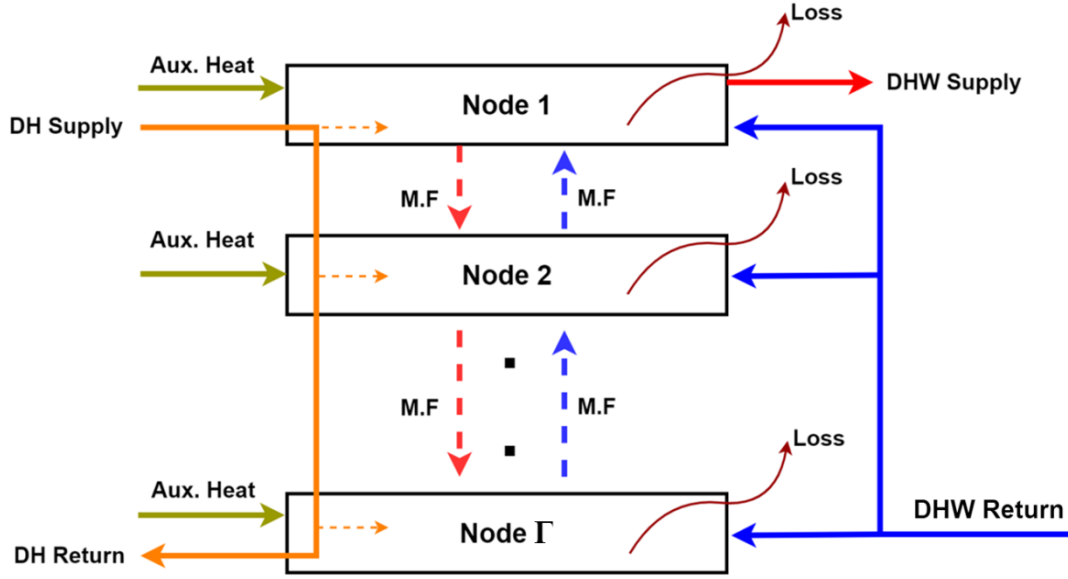 Loss
Aux. Heat
DHW Supply
Node 1
DH Supply
Loss
M.F
M.F
Aux. Heat
Node 2
M.F
M.F
Loss
Aux. Heat
DHW Return
Node Γ
DH Return